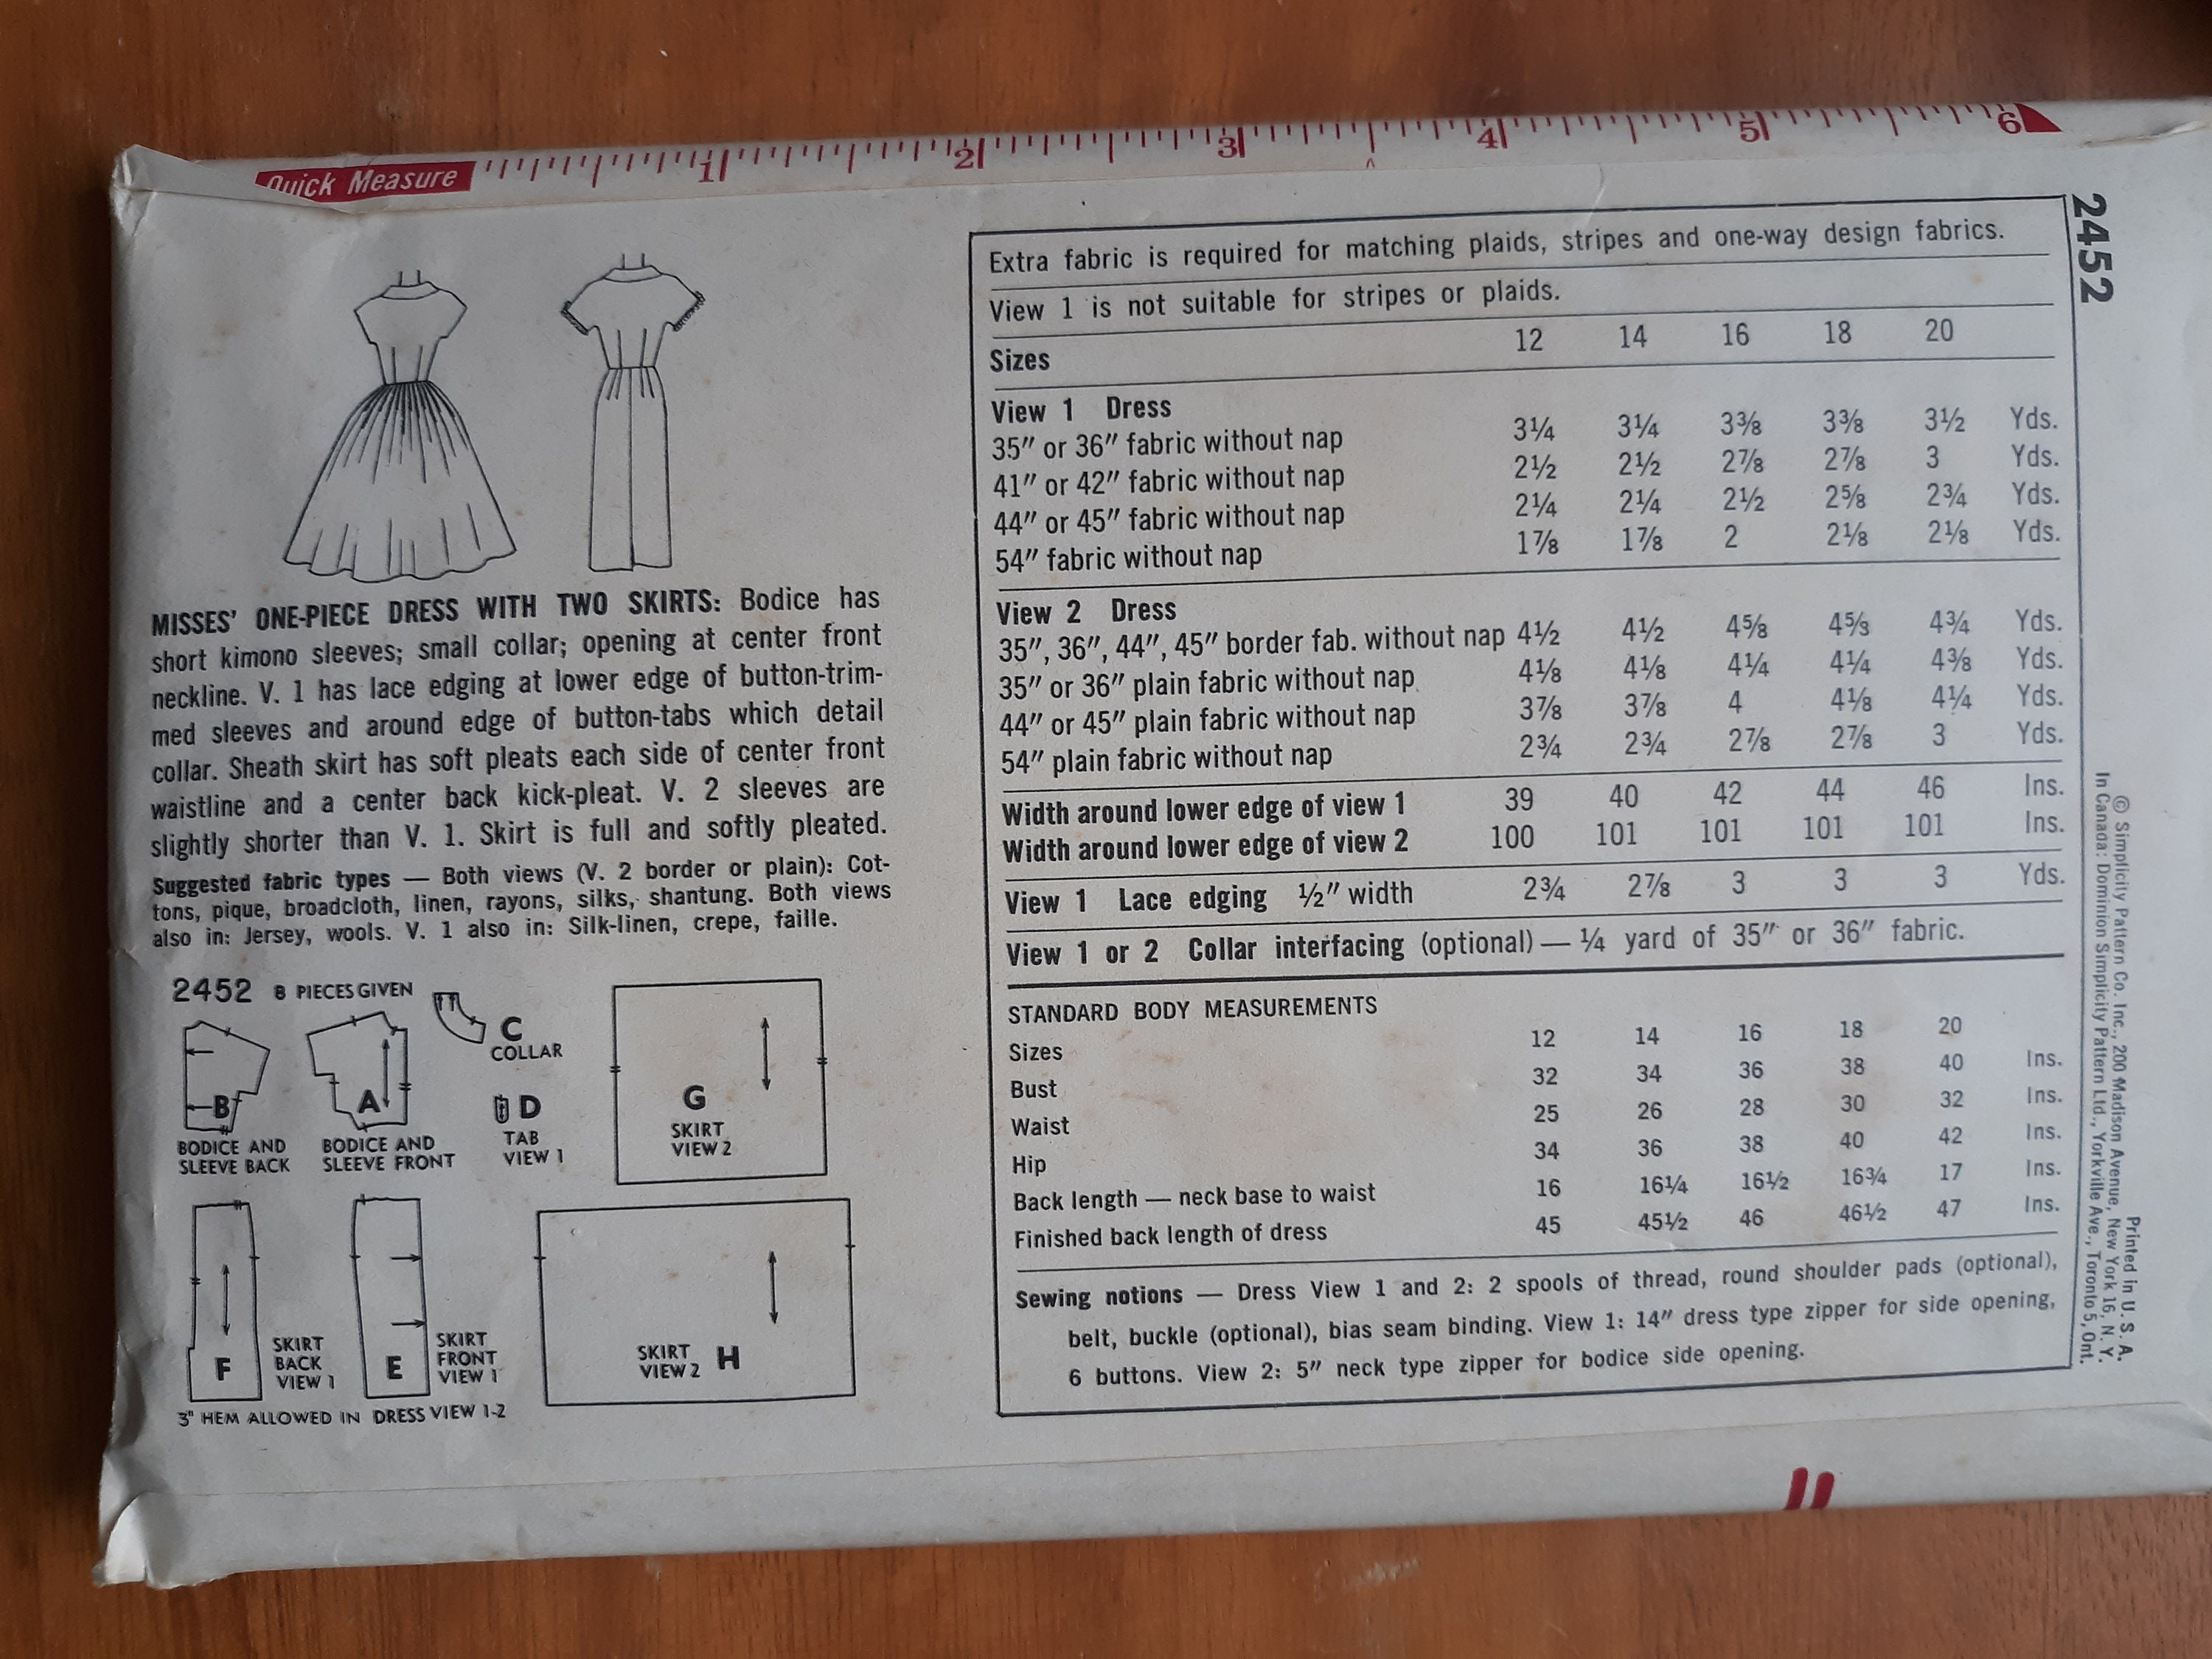 Quick Measure 1 2 3 4 5 6
MISSES' ONE-PIECE DRESS WITH TWO SKIRTS: Bodice has
short kimono sleeves; small collar; opening at center front
neckline. V. 1 has lace edging at lower edge of button-trim-
med sleeves and around edge of button-tabs which detail
collar. Sheath skirt has soft pleats each side of center front
waistline and a center back kick-pleat. V. 2 sleeves are
slightly shorter than V. 1. Skirt is full and softly pleated.
Suggested fabric types — Both views (V. 2 border or plain): Cot-
tons, pique, broadcloth, linen, rayons, silks, shantung. Both views
also in: Jersey, wools. V. 1 also in: Silk-linen, crepe, faille.
2452 8 PIECES GIVEN
B
BODICE AND
SLEEVE BACK
A
BODICE AND
SLEEVE FRONT
C
COLLAR
D
TAB
VIEW 1
G
SKIRT
VIEW 2
F
SKIRT
BACK
VIEW 1
E
SKIRT
FRONT
VIEW 1
SKIRT
VIEW 2 H
3" HEM ALLOWED IN DRESS VIEW 1-2
Extra fabric is required for matching plaids, stripes and one-way design fabrics.
View 1 is not suitable for stripes or plaids.
Sizes 12 14 16 18 20
View 1 Dress
35" or 36" fabric without nap 3¼ 3¼ 3⅜ 3⅜ 3½ Yds.
41" or 42" fabric without nap 2½ 2½ 2⅞ 2⅞ 3 Yds.
44" or 45" fabric without nap 2¼ 2¼ 2½ 2⅝ 2¾ Yds.
54" fabric without nap 1⅞ 1⅞ 2 2⅛ 2⅛ Yds.
View 2 Dress
35", 36", 44", 45" border fab. without nap 4½ 4½ 4⅝ 4⅝ 4¾ Yds.
35" or 36" plain fabric without nap 4⅛ 4⅛ 4¼ 4¼ 4⅜ Yds.
44" or 45" plain fabric without nap 3⅞ 3⅞ 4 4⅛ 4¼ Yds.
54" plain fabric without nap 2¾ 2¾ 2⅞ 2⅞ 3 Yds.
Width around lower edge of view 1 39 40 42 44 46 Ins.
Width around lower edge of view 2 100 101 101 101 101 Ins.
View 1 Lace edging ½" width 2¾ 2⅞ 3 3 3 Yds.
View 1 or 2 Collar interfacing (optional) — ¼ yard of 35" or 36" fabric.
STANDARD BODY MEASUREMENTS
Sizes 12 14 16 18 20
Bust 32 34 36 38 40 Ins.
Waist 25 26 28 30 32 Ins.
Hip 34 36 38 40 42 Ins.
Back length — neck base to waist 16 16¼ 16½ 16¾ 17 Ins.
Finished back length of dress 45 45½ 46 46½ 47 Ins.
Sewing notions — Dress View 1 and 2: 2 spools of thread, round shoulder pads (optional),
belt, buckle (optional), bias seam binding. View 1: 14" dress type zipper for side opening,
6 buttons. View 2: 5" neck type zipper for bodice side opening.
2452
Printed in U. S. A.
© Simplicity Pattern Co. Inc., 200 Madison Avenue, New York 16, N. Y.
In Canada: Dominion Simplicity Pattern Ltd., Yorkville Ave., Toronto 5, Ont.